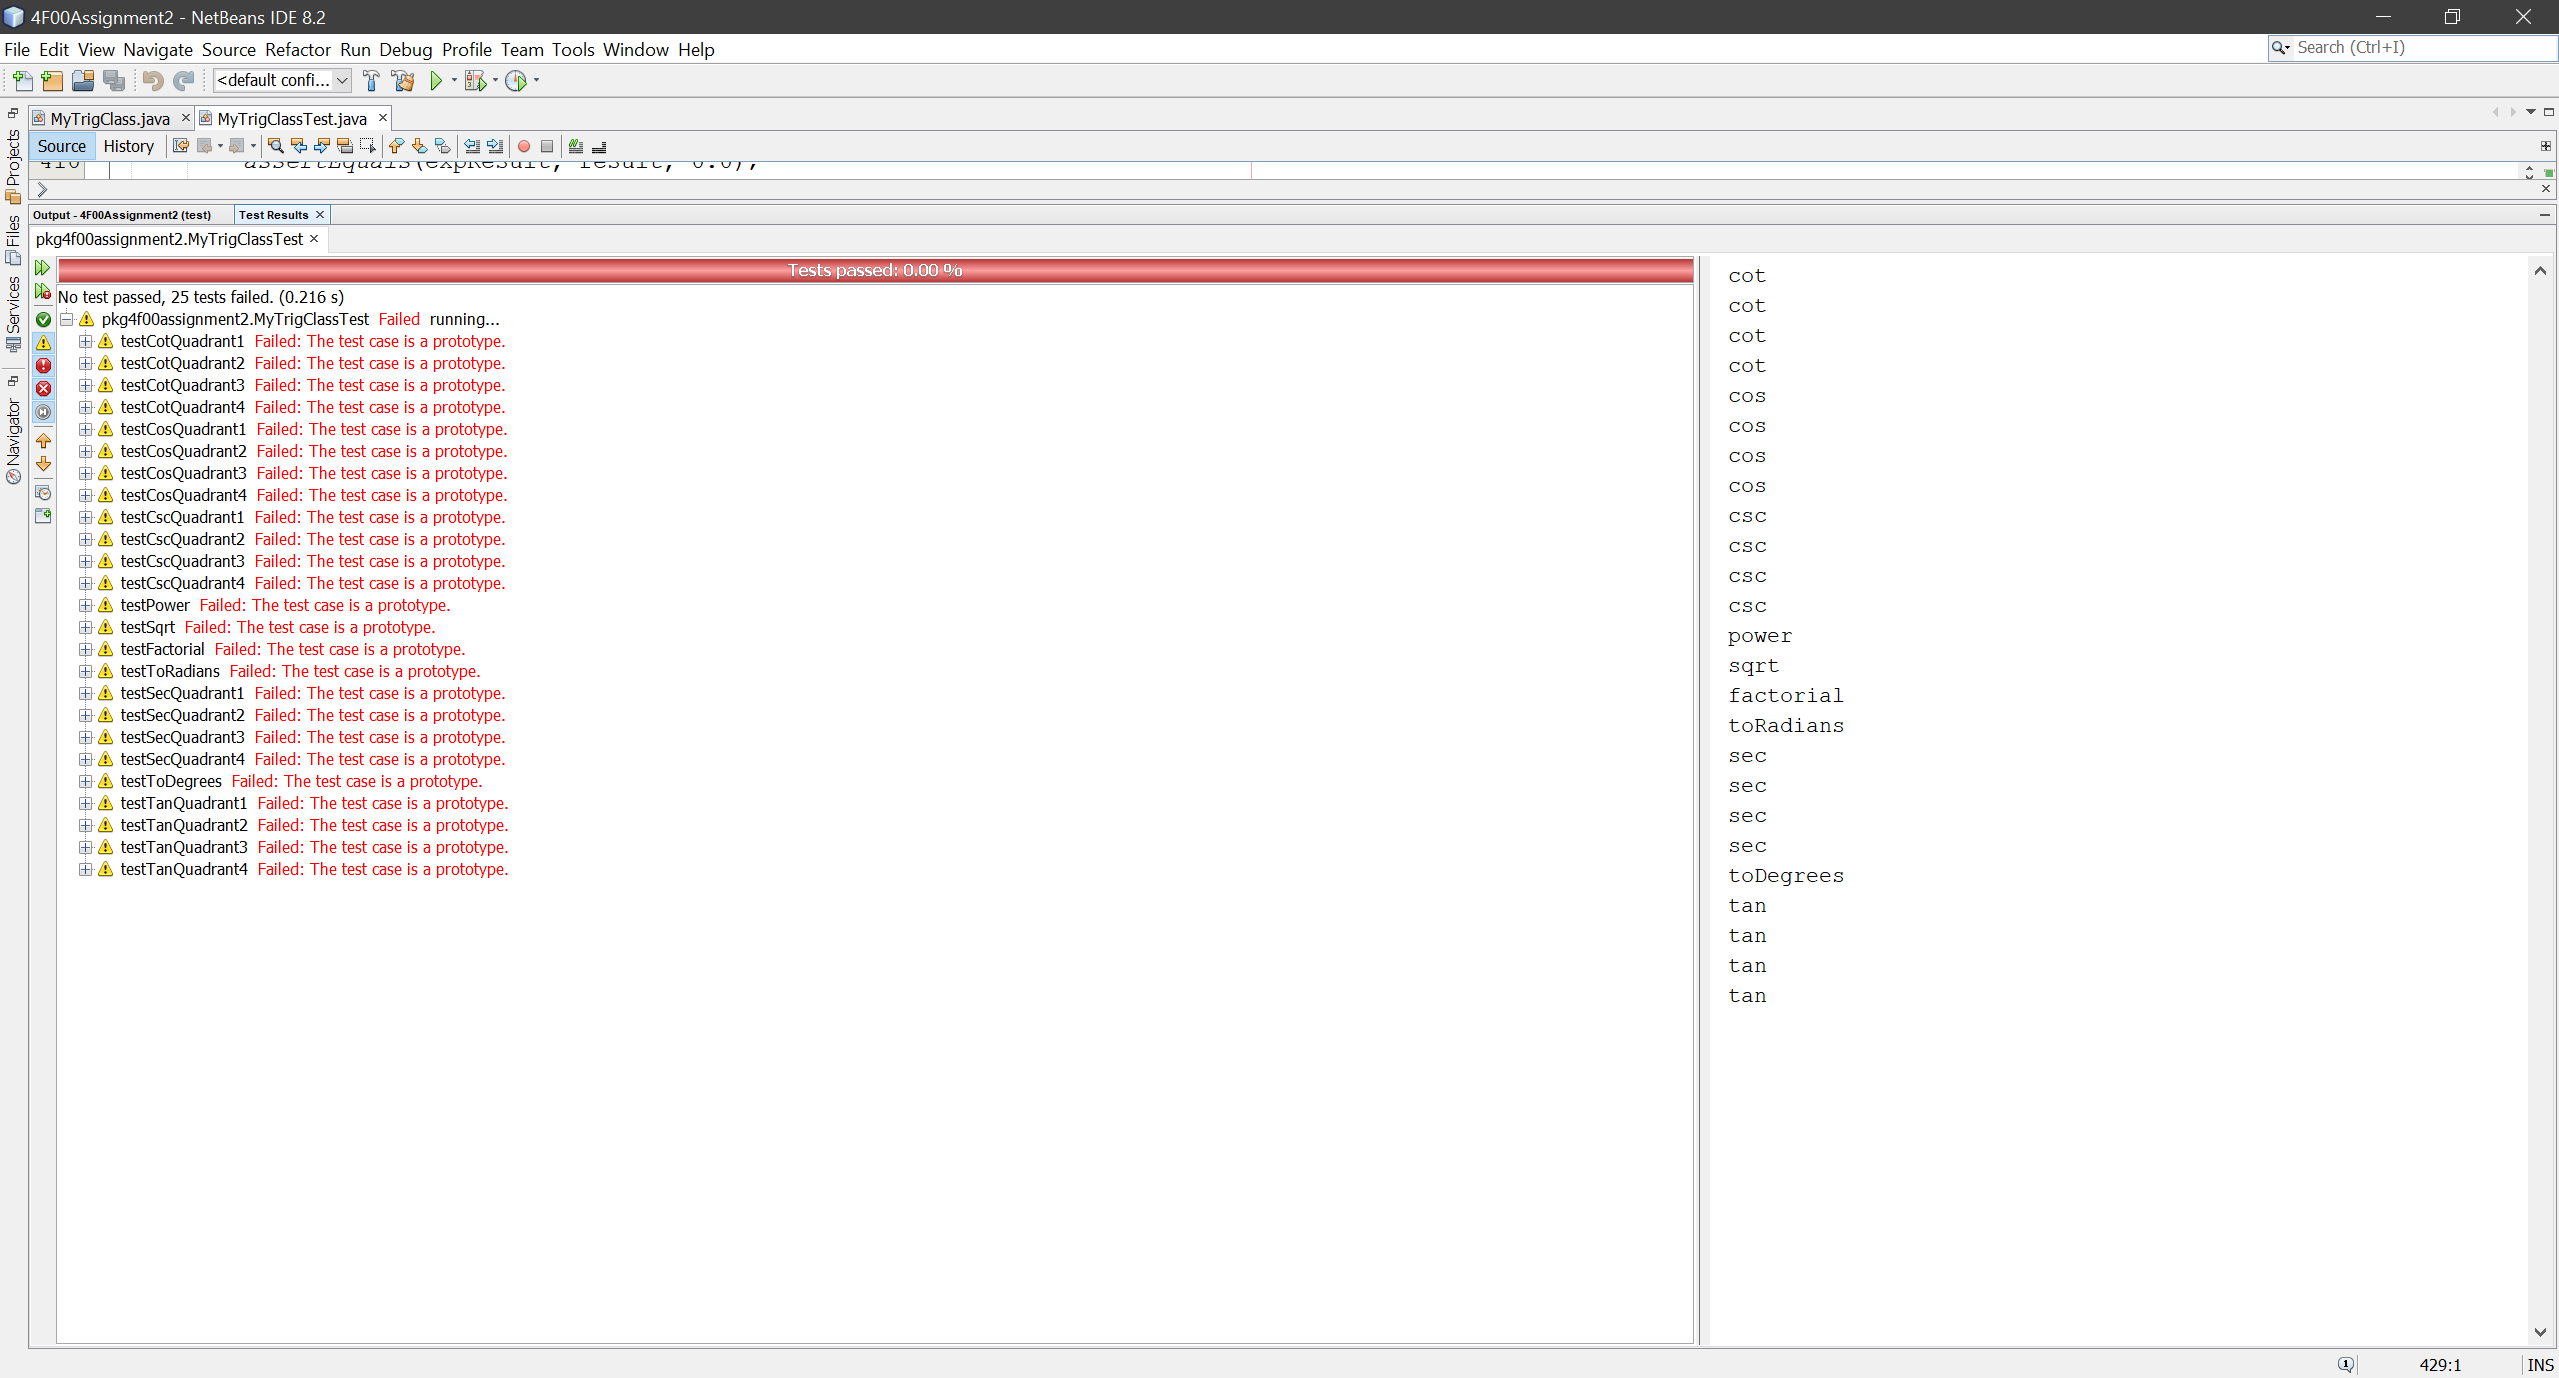 4F00Assignment2 - NetBeans IDE 8.2
File Edit View Navigate Source Refactor Run Debug Profile Team Tools Window Help
Search (Ctrl+I)
<default confi...
MyTrigClass.java
MyTrigClassTest.java
Source History
410 assertEquals(expResult, result, 0.0);
Projects
Files
Services
Navigator
Output - 4F00Assignment2 (test)
Test Results
pkg4f00assignment2.MyTrigClassTest
Tests passed: 0.00 %
No test passed, 25 tests failed. (0.216 s)
pkg4f00assignment2.MyTrigClassTest Failed running...
testCotQuadrant1 Failed: The test case is a prototype.
testCotQuadrant2 Failed: The test case is a prototype.
testCotQuadrant3 Failed: The test case is a prototype.
testCotQuadrant4 Failed: The test case is a prototype.
testCosQuadrant1 Failed: The test case is a prototype.
testCosQuadrant2 Failed: The test case is a prototype.
testCosQuadrant3 Failed: The test case is a prototype.
testCosQuadrant4 Failed: The test case is a prototype.
testCscQuadrant1 Failed: The test case is a prototype.
testCscQuadrant2 Failed: The test case is a prototype.
testCscQuadrant3 Failed: The test case is a prototype.
testCscQuadrant4 Failed: The test case is a prototype.
testPower Failed: The test case is a prototype.
testSqrt Failed: The test case is a prototype.
testFactorial Failed: The test case is a prototype.
testToRadians Failed: The test case is a prototype.
testSecQuadrant1 Failed: The test case is a prototype.
testSecQuadrant2 Failed: The test case is a prototype.
testSecQuadrant3 Failed: The test case is a prototype.
testSecQuadrant4 Failed: The test case is a prototype.
testToDegrees Failed: The test case is a prototype.
testTanQuadrant1 Failed: The test case is a prototype.
testTanQuadrant2 Failed: The test case is a prototype.
testTanQuadrant3 Failed: The test case is a prototype.
testTanQuadrant4 Failed: The test case is a prototype.
cot
cot
cot
cot
cos
cos
cos
cos
csc
csc
csc
csc
power
sqrt
factorial
toRadians
sec
sec
sec
sec
toDegrees
tan
tan
tan
tan
1
429:1
INS